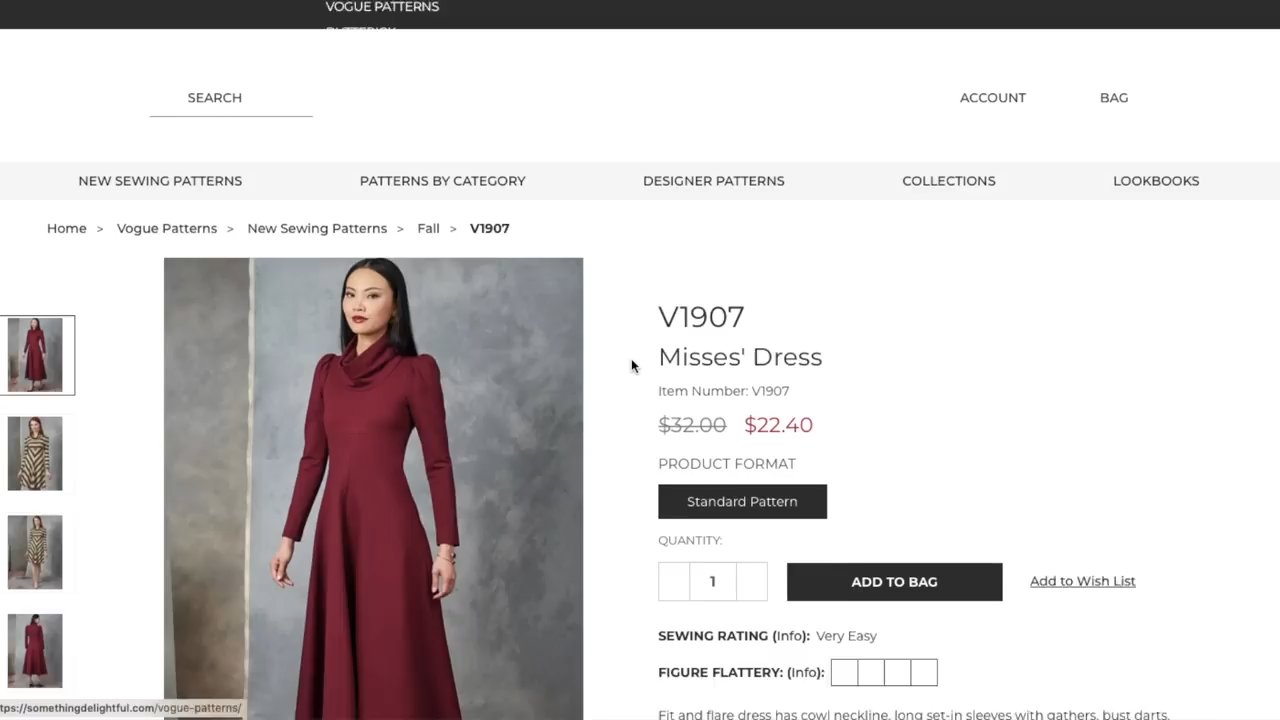 VOGUE PATTERNS
SEARCH
ACCOUNT
BAG
NEW SEWING PATTERNS
PATTERNS BY CATEGORY
DESIGNER PATTERNS
COLLECTIONS
LOOKBOOKS
Home > Vogue Patterns > New Sewing Patterns > Fall > V1907
V1907
Misses' Dress
Item Number: V1907
$32.00 $22.40
PRODUCT FORMAT
Standard Pattern
QUANTITY:
1
ADD TO BAG
Add to Wish List
SEWING RATING (Info): Very Easy
FIGURE FLATTERY: (Info):
Fit and flare dress has cowl neckline, long set-in sleeves with gathers, bust darts,
tps://somethingdelightful.com/vogue-patterns/